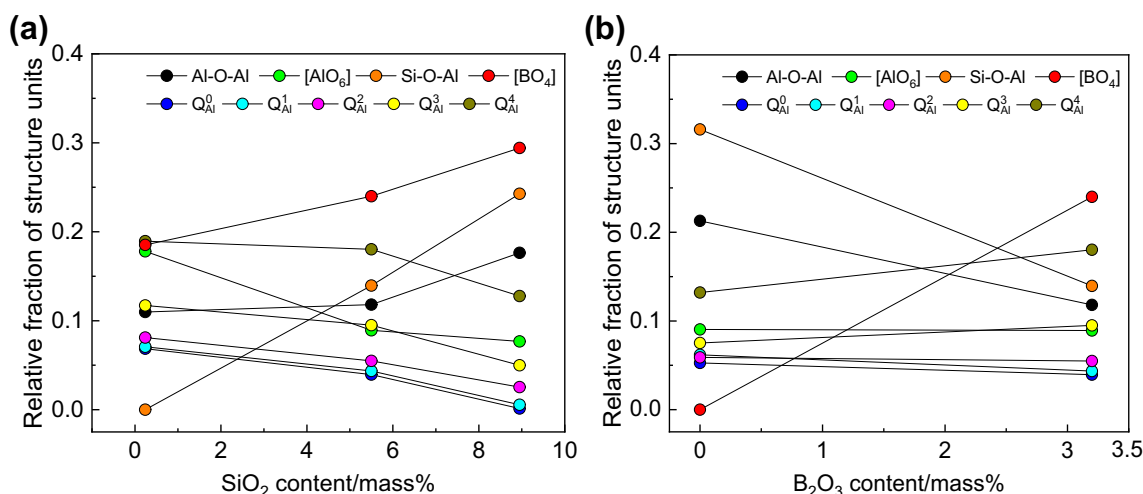 (a)
0.4
0.3
0.2
0.1
0.0
Relative fraction of structure units
Al-O-Al [AlO₆] Si-O-Al [BO₄]
Q⁰Al Q¹Al Q²Al Q³Al Q⁴Al
0 2 4 6 8 10
SiO₂ content/mass%
(b)
0.4
0.3
0.2
0.1
0.0
Relative fraction of structure units
Al-O-Al [AlO₆] Si-O-Al [BO₄]
Q⁰Al Q¹Al Q²Al Q³Al Q⁴Al
0 1 2 3 3.5
B₂O₃ content/mass%